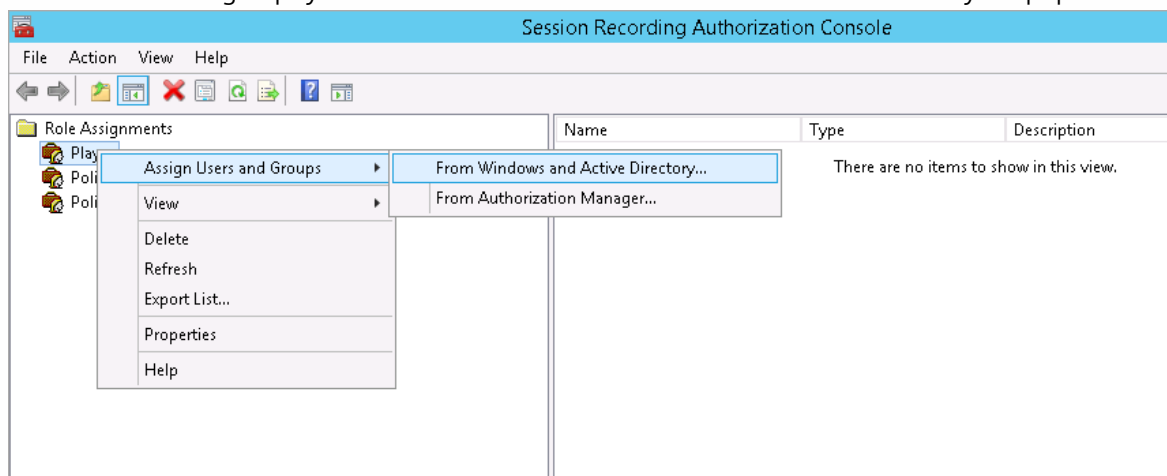 Session Recording Authorization Console
File Action View Help
Role Assignments
Play
Poli
Poli
Assign Users and Groups
View
Delete
Refresh
Export List...
Properties
Help
From Windows and Active Directory...
From Authorization Manager...
Name Type Description
There are no items to show in this view.